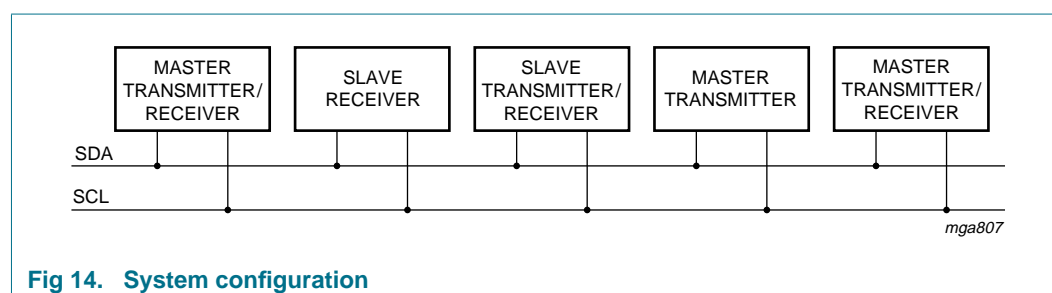 MASTER
TRANSMITTER/
RECEIVER
SLAVE
RECEIVER
SLAVE
TRANSMITTER/
RECEIVER
MASTER
TRANSMITTER
MASTER
TRANSMITTER/
RECEIVER
SDA
SCL
mga807
Fig 14. System configuration